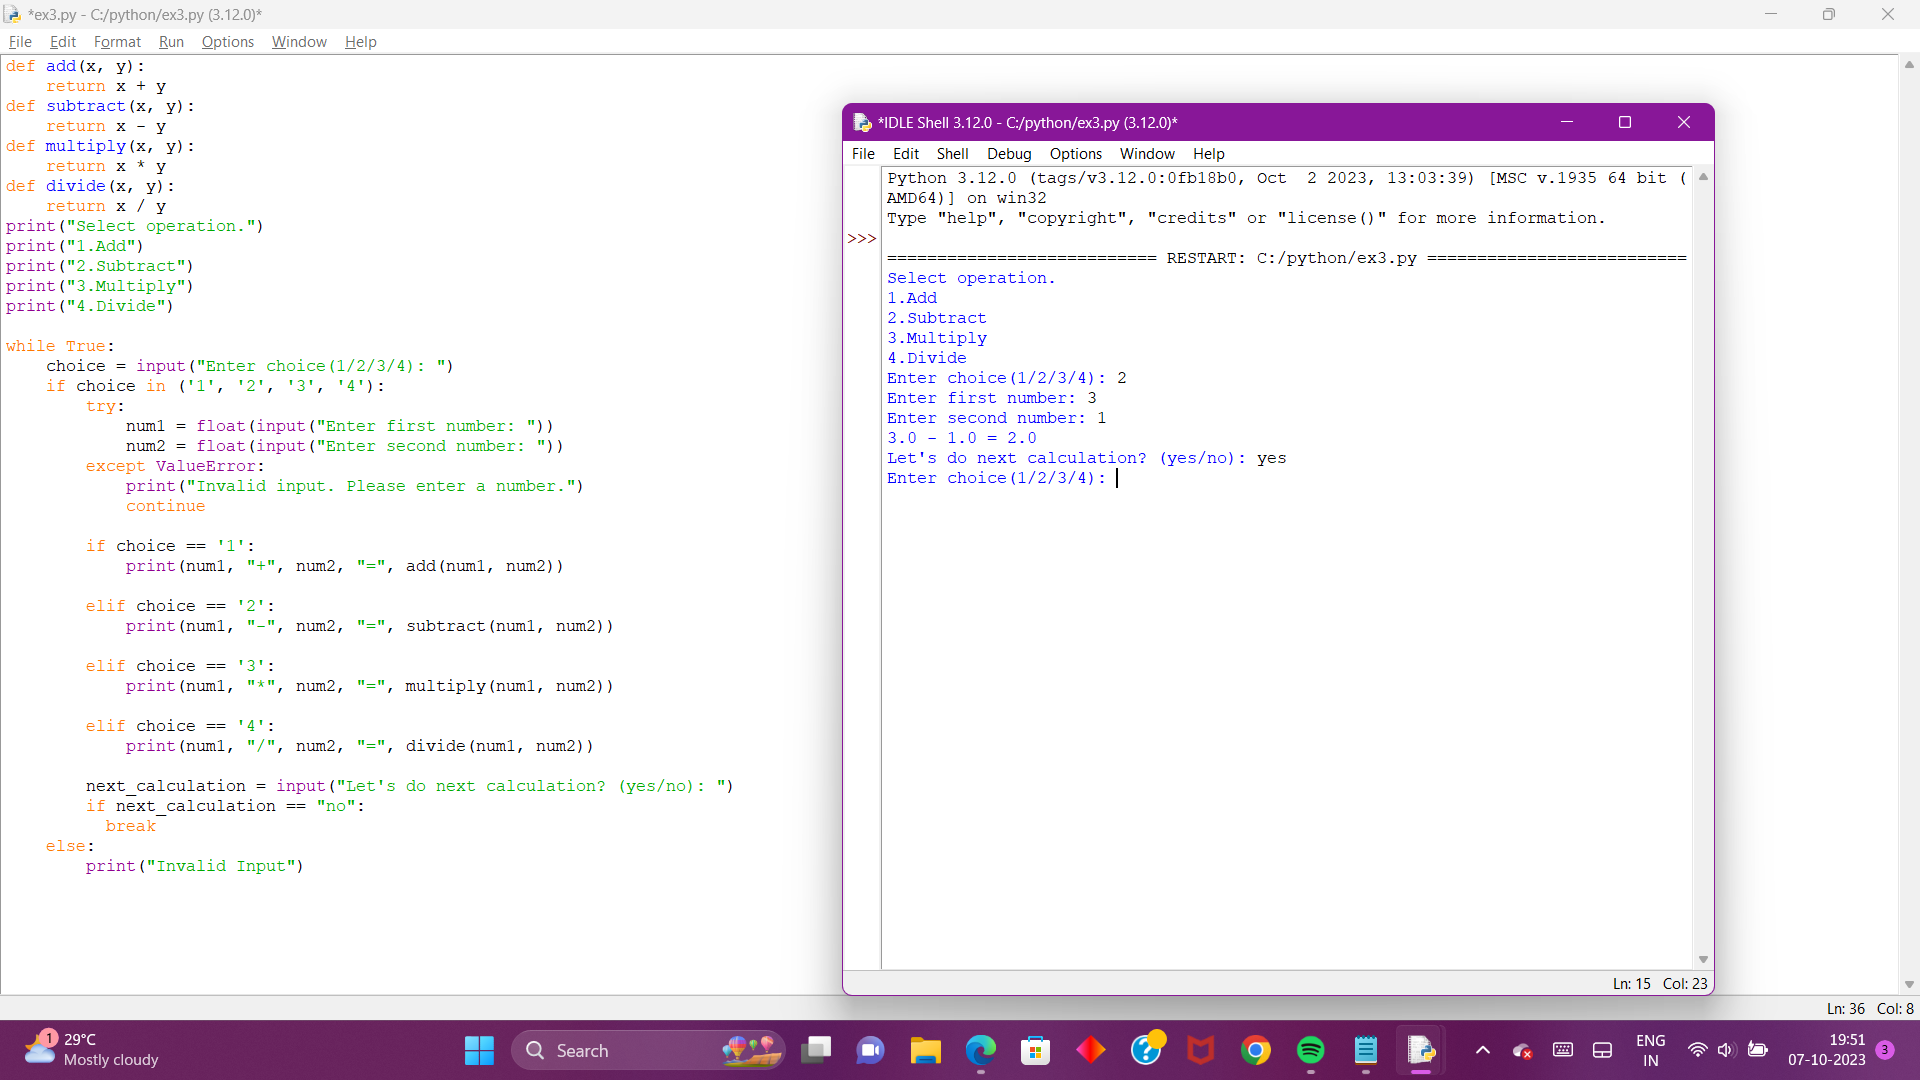 *ex3.py - C:/python/ex3.py (3.12.0)*
File Edit Format Run Options Window Help
def add(x, y):
    return x + y
def subtract(x, y):
    return x - y
def multiply(x, y):
    return x * y
def divide(x, y):
    return x / y
print("Select operation.")
print("1.Add")
print("2.Subtract")
print("3.Multiply")
print("4.Divide")
while True:
    choice = input("Enter choice(1/2/3/4): ")
    if choice in ('1', '2', '3', '4'):
        try:
            num1 = float(input("Enter first number: "))
            num2 = float(input("Enter second number: "))
        except ValueError:
            print("Invalid input. Please enter a number.")
            continue
        if choice == '1':
            print(num1, "+", num2, "=", add(num1, num2))
        elif choice == '2':
            print(num1, "-", num2, "=", subtract(num1, num2))
        elif choice == '3':
            print(num1, "*", num2, "=", multiply(num1, num2))
        elif choice == '4':
            print(num1, "/", num2, "=", divide(num1, num2))
        next_calculation = input("Let's do next calculation? (yes/no): ")
        if next_calculation == "no":
          break
    else:
        print("Invalid Input")
*IDLE Shell 3.12.0 - C:/python/ex3.py (3.12.0)*
File Edit Shell Debug Options Window Help
Python 3.12.0 (tags/v3.12.0:0fb18b0, Oct  2 2023, 13:03:39) [MSC v.1935 64 bit (
AMD64)] on win32
Type "help", "copyright", "credits" or "license()" for more information.
>>>
=========================== RESTART: C:/python/ex3.py ==========================
Select operation.
1.Add
2.Subtract
3.Multiply
4.Divide
Enter choice(1/2/3/4): 2
Enter first number: 3
Enter second number: 1
3.0 - 1.0 = 2.0
Let's do next calculation? (yes/no): yes
Enter choice(1/2/3/4):
Ln: 15 Col: 23
Ln: 36 Col: 8
1
29°C
Mostly cloudy
Search
ENG
IN
19:51
07-10-2023
3